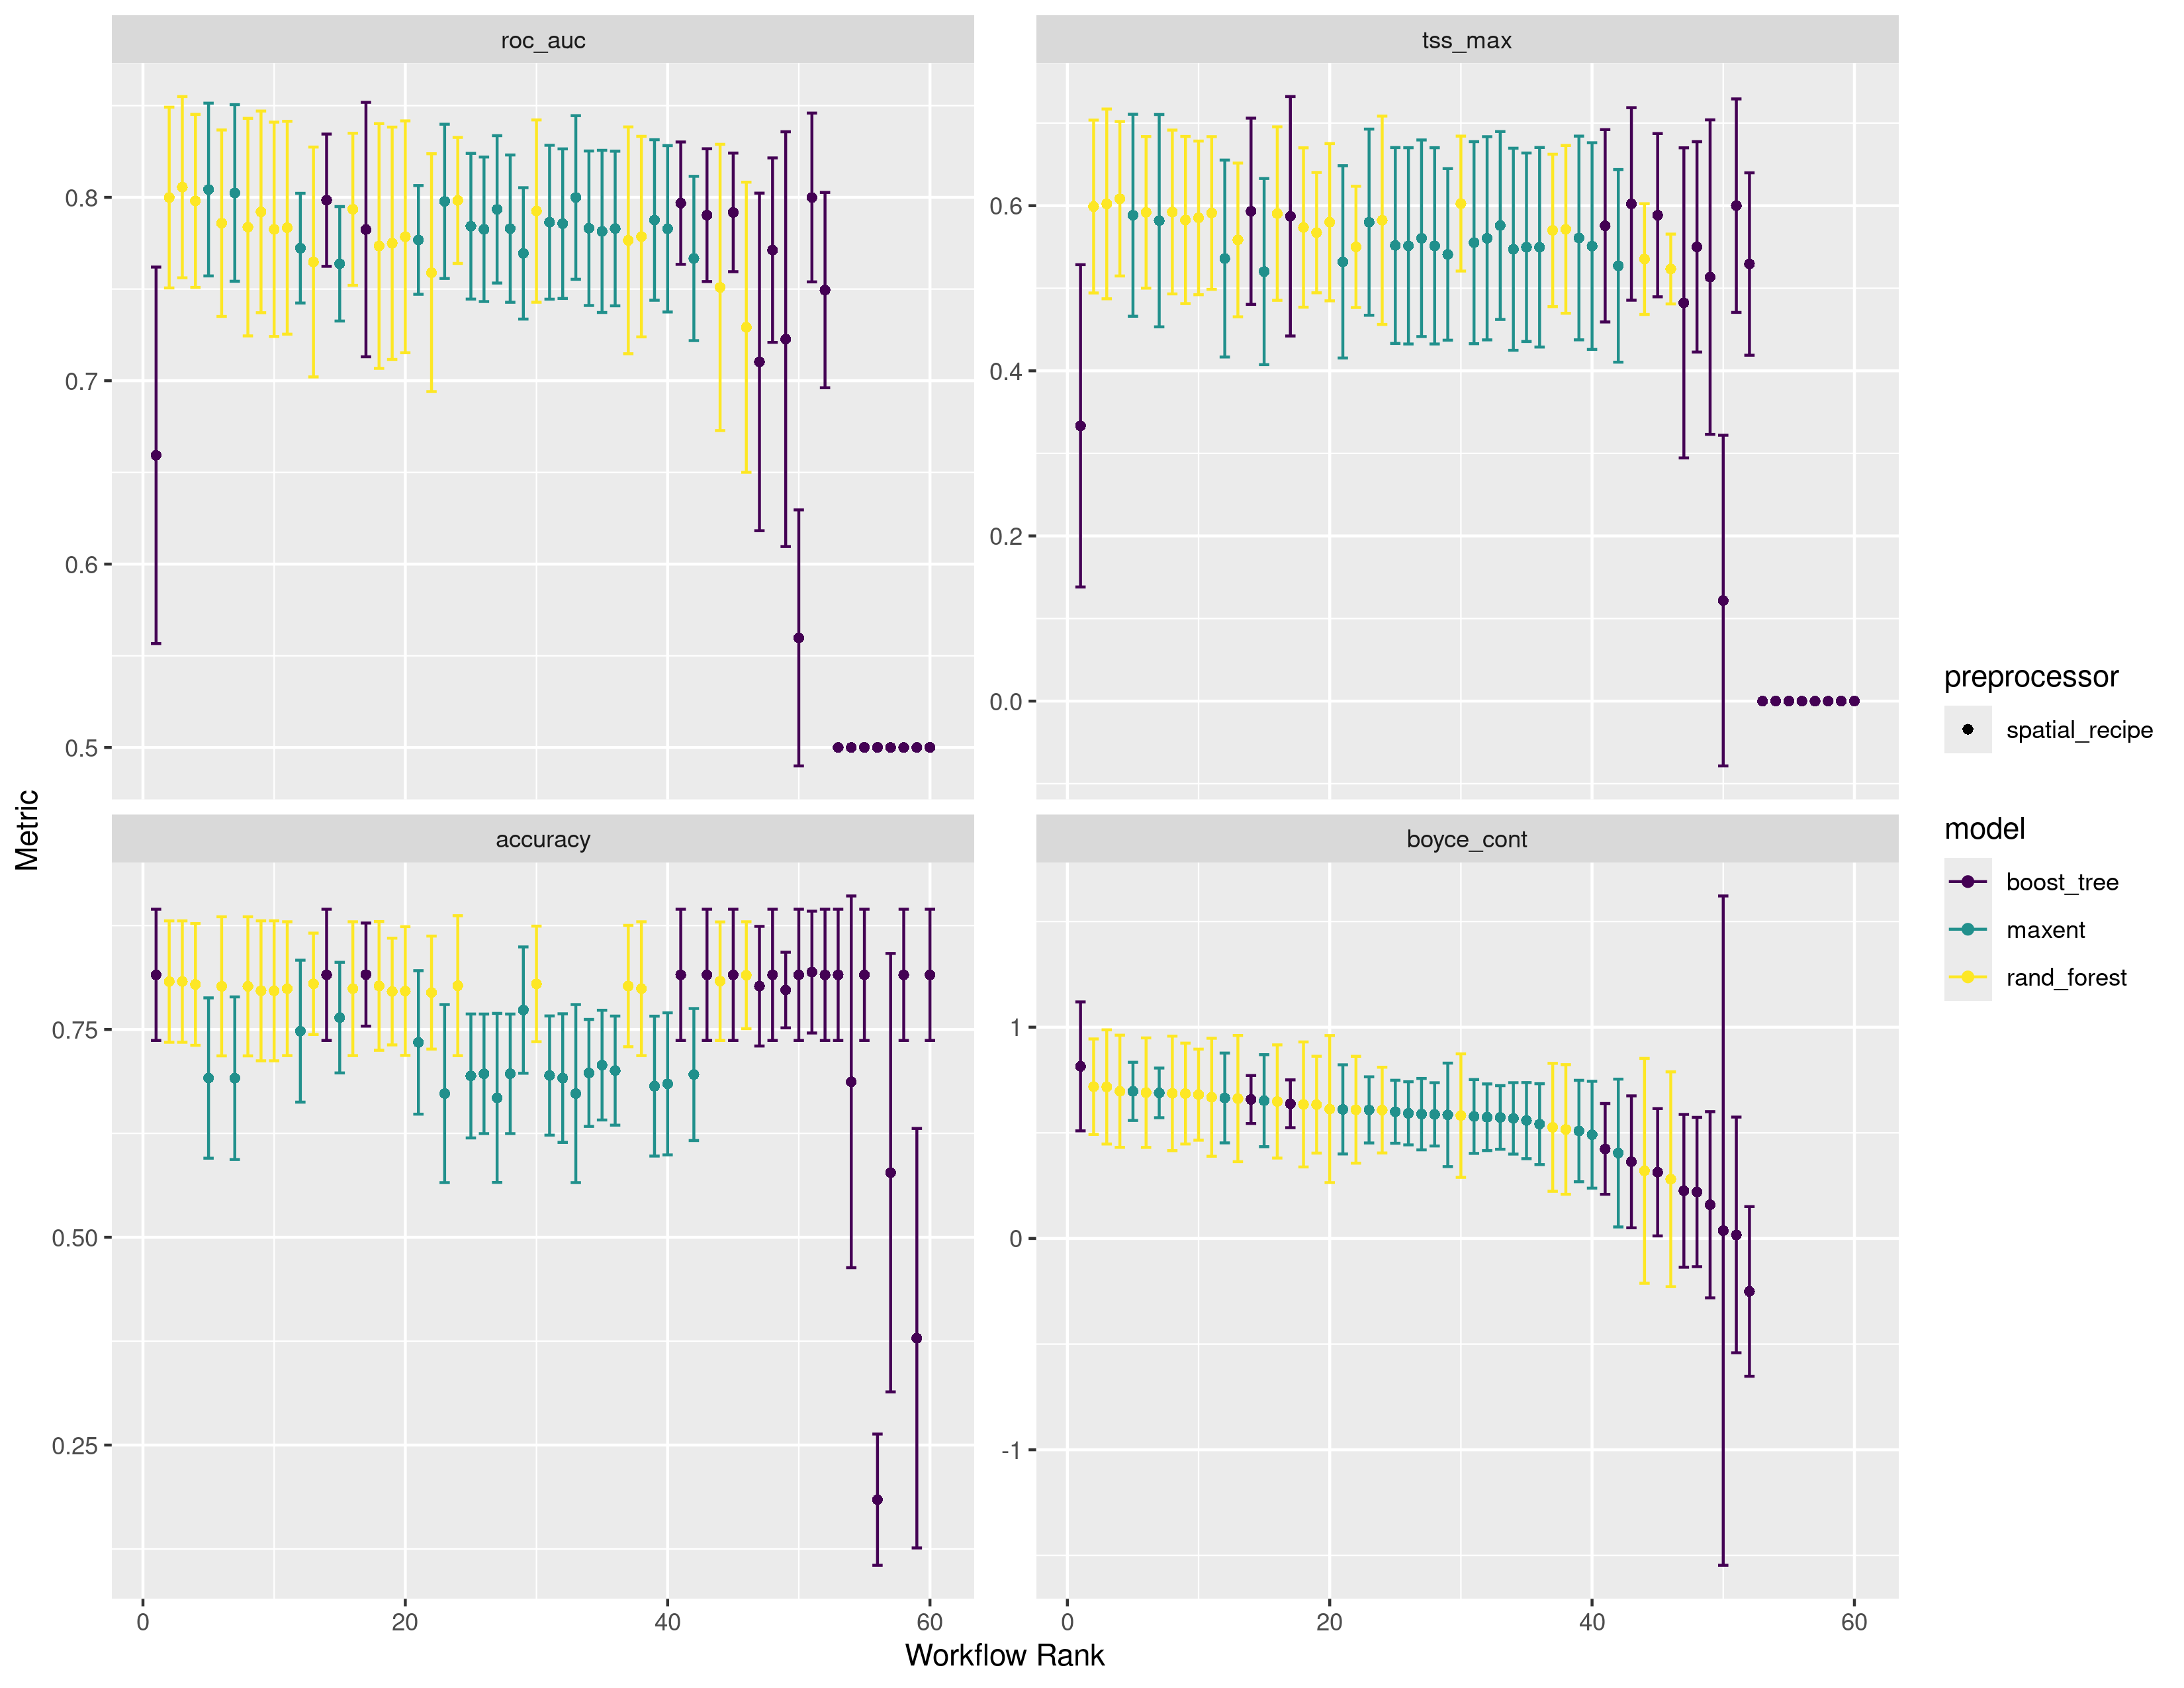 roc_auc
tss_max
0.8
0.7
0.6
0.5
0.6
0.4
0.2
0.0
accuracy
boyce_cont
0.75
0.50
0.25
1
0
-1
0 20 40 60
0 20 40 60
Workflow Rank
Metric
preprocessor
spatial_recipe
model
boost_tree
maxent
rand_forest